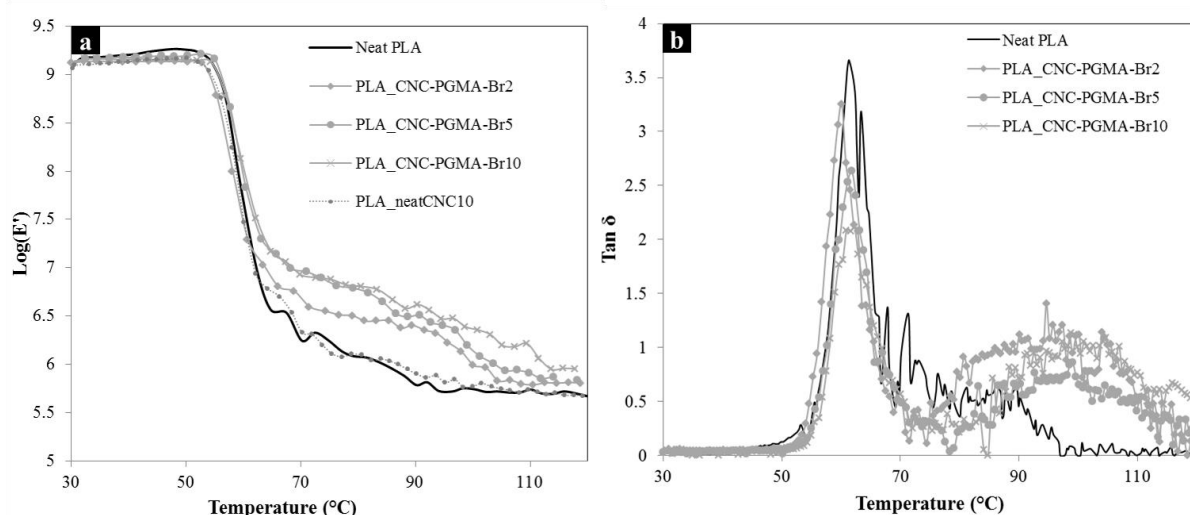 a
9.5
9
8.5
8
7.5
7
6.5
6
5.5
5
Log(E')
30 50 70 90 110
Temperature (°C)
Neat PLA
PLA_CNC-PGMA-Br2
PLA_CNC-PGMA-Br5
PLA_CNC-PGMA-Br10
PLA_neatCNC10
b
4
3.5
3
2.5
2
1.5
1
0.5
0
Tan δ
30 50 70 90 110
Temperature (°C)
Neat PLA
PLA_CNC-PGMA-Br2
PLA_CNC-PGMA-Br5
PLA_CNC-PGMA-Br10